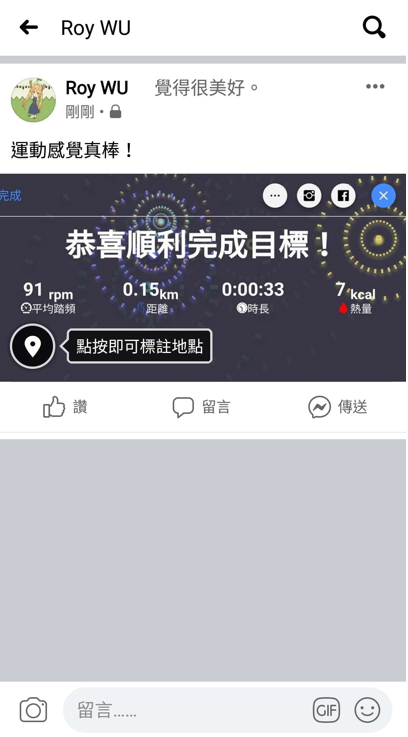 Roy WU
Roy WU 覺得很美好。
剛剛・
運動感覺真棒！
完成
恭喜順利完成目標！
91 rpm 0.15km 0:00:33 7 kcal
平均踏頻 距離 時長 熱量
點按即可標註地點
讚 留言 傳送
留言…… GIF